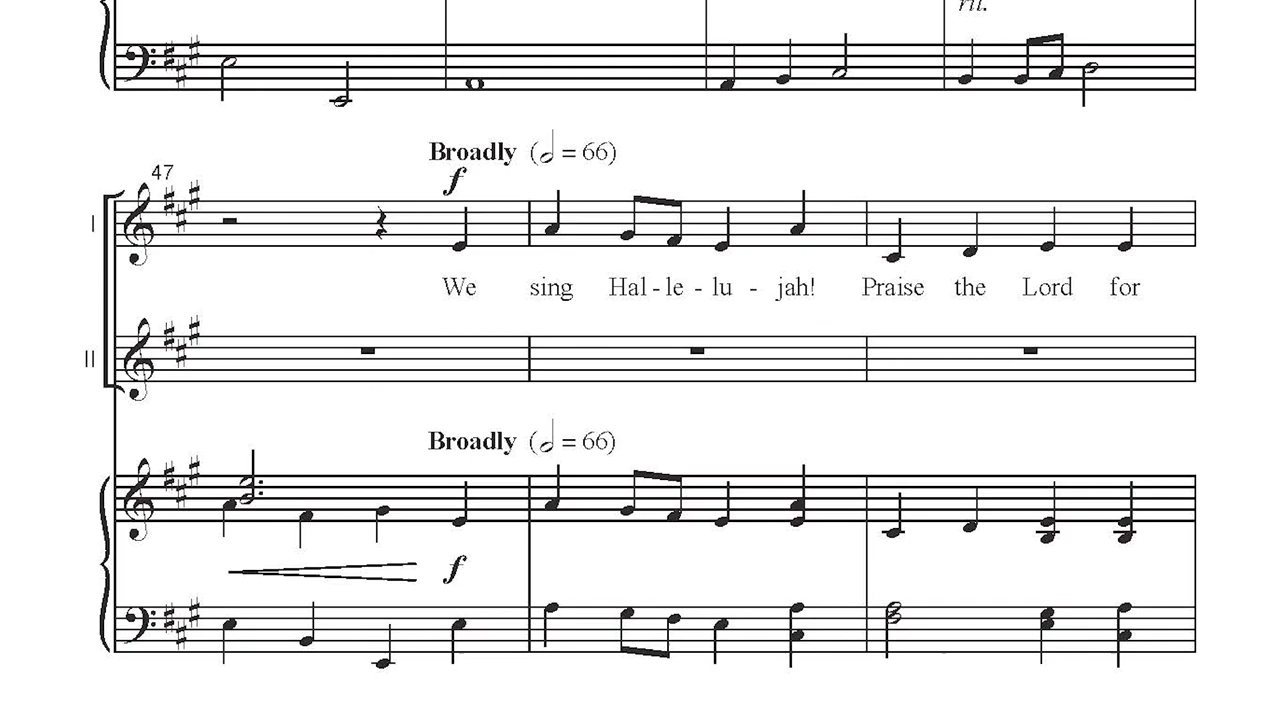 rit.
Broadly (𝅗𝅥 = 66)
47
f
I
We sing Hal - le - lu - jah! Praise the Lord for
II
Broadly (𝅗𝅥 = 66)
f